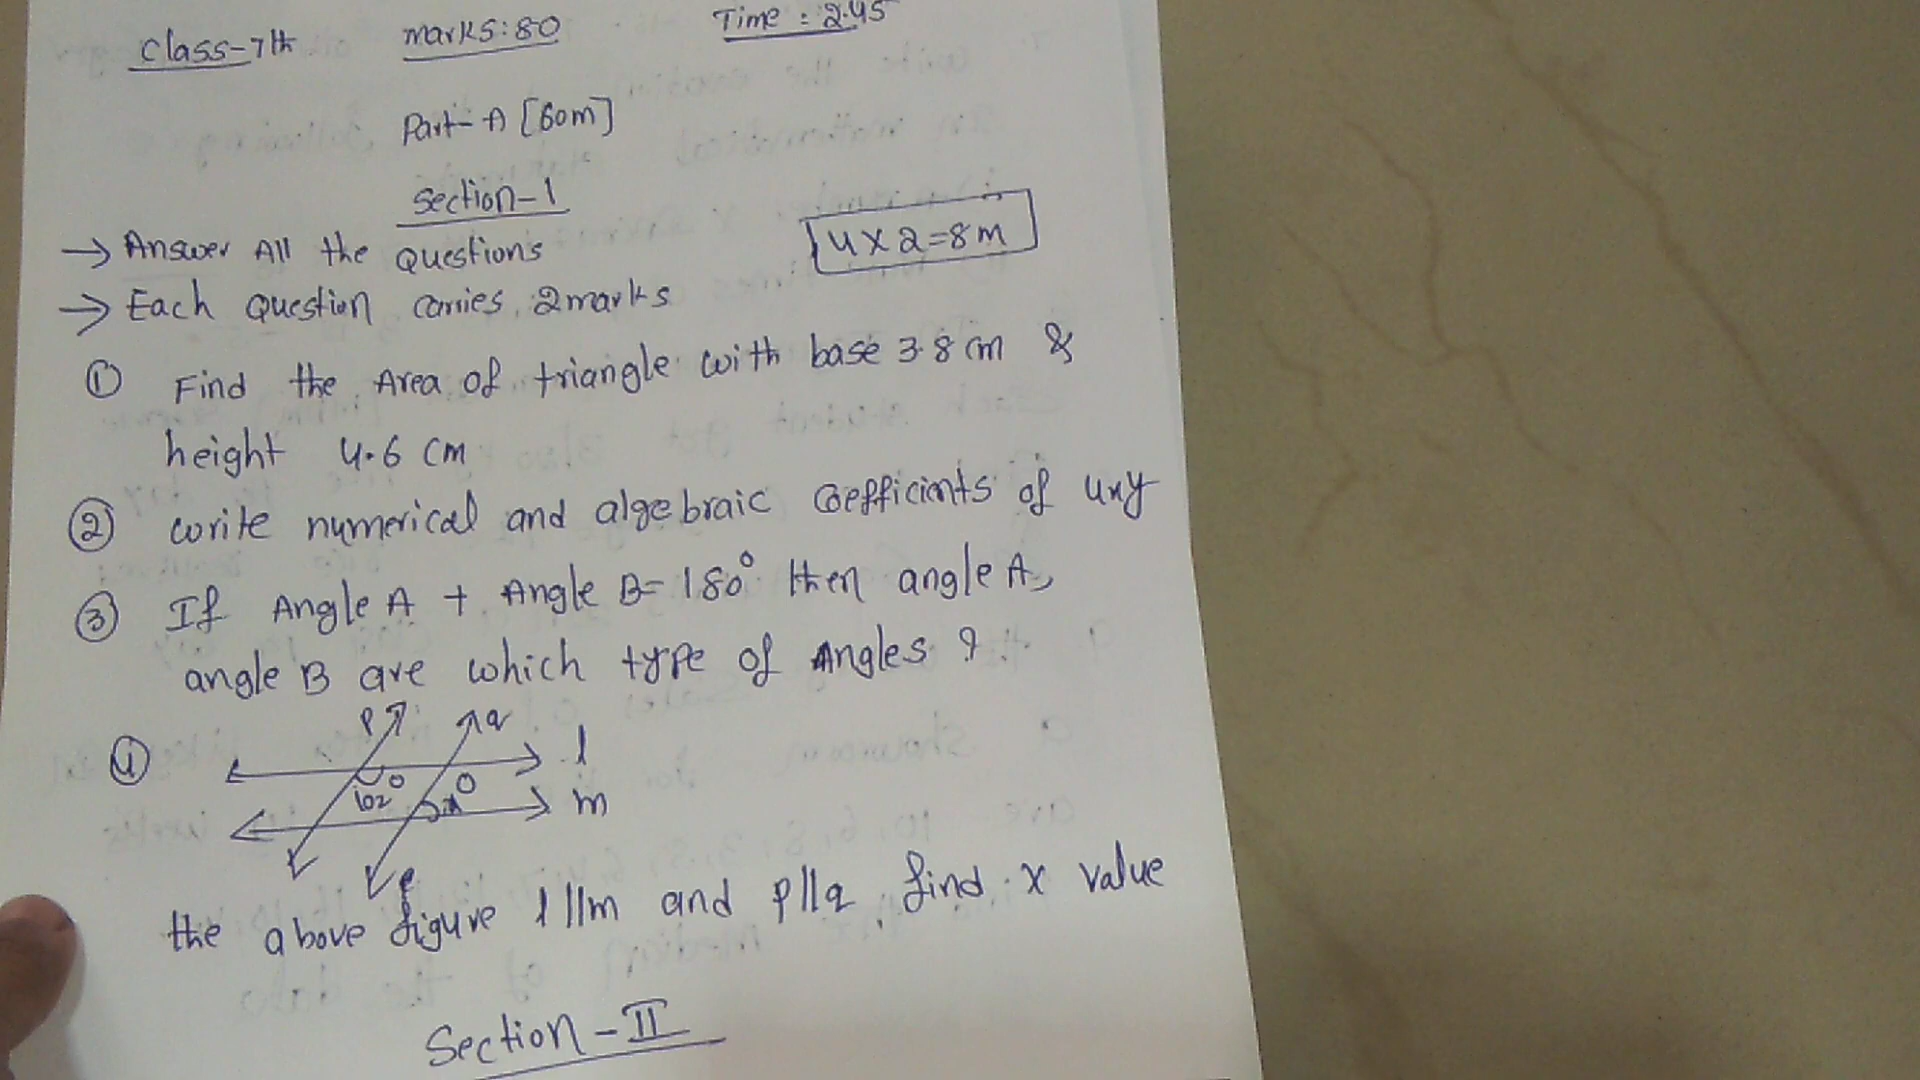 Class-7th marks:80 Time : 2.45
Part-A [60m]
Section-1
→ Answer All the Questions 4x2=8m
→ Each Question carries 2marks
① Find the Area of triangle with base 3.8 cm &
height 4.6 cm
② write numerical and algebraic coefficients of 4xy
③ If Angle A + Angle B=180° then angle A,
angle B are which type of Angles ?
P q
④ l
102° x°
m
the above figure l ||m and p||q find x value
Section-II